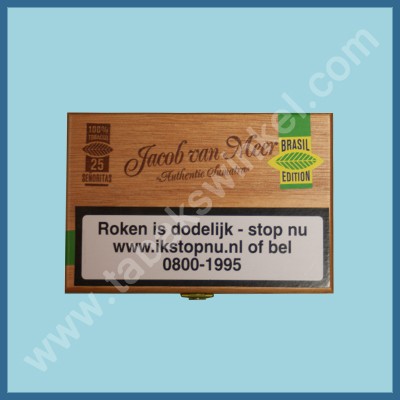 100% TOBACCO
25
SENORITAS
Jacob van Meer
Authentic Sumatra
BRASIL
EDITION
Roken is dodelijk - stop nu
www.ikstopnu.nl of bel
0800-1995
www.tabakswinkel.com